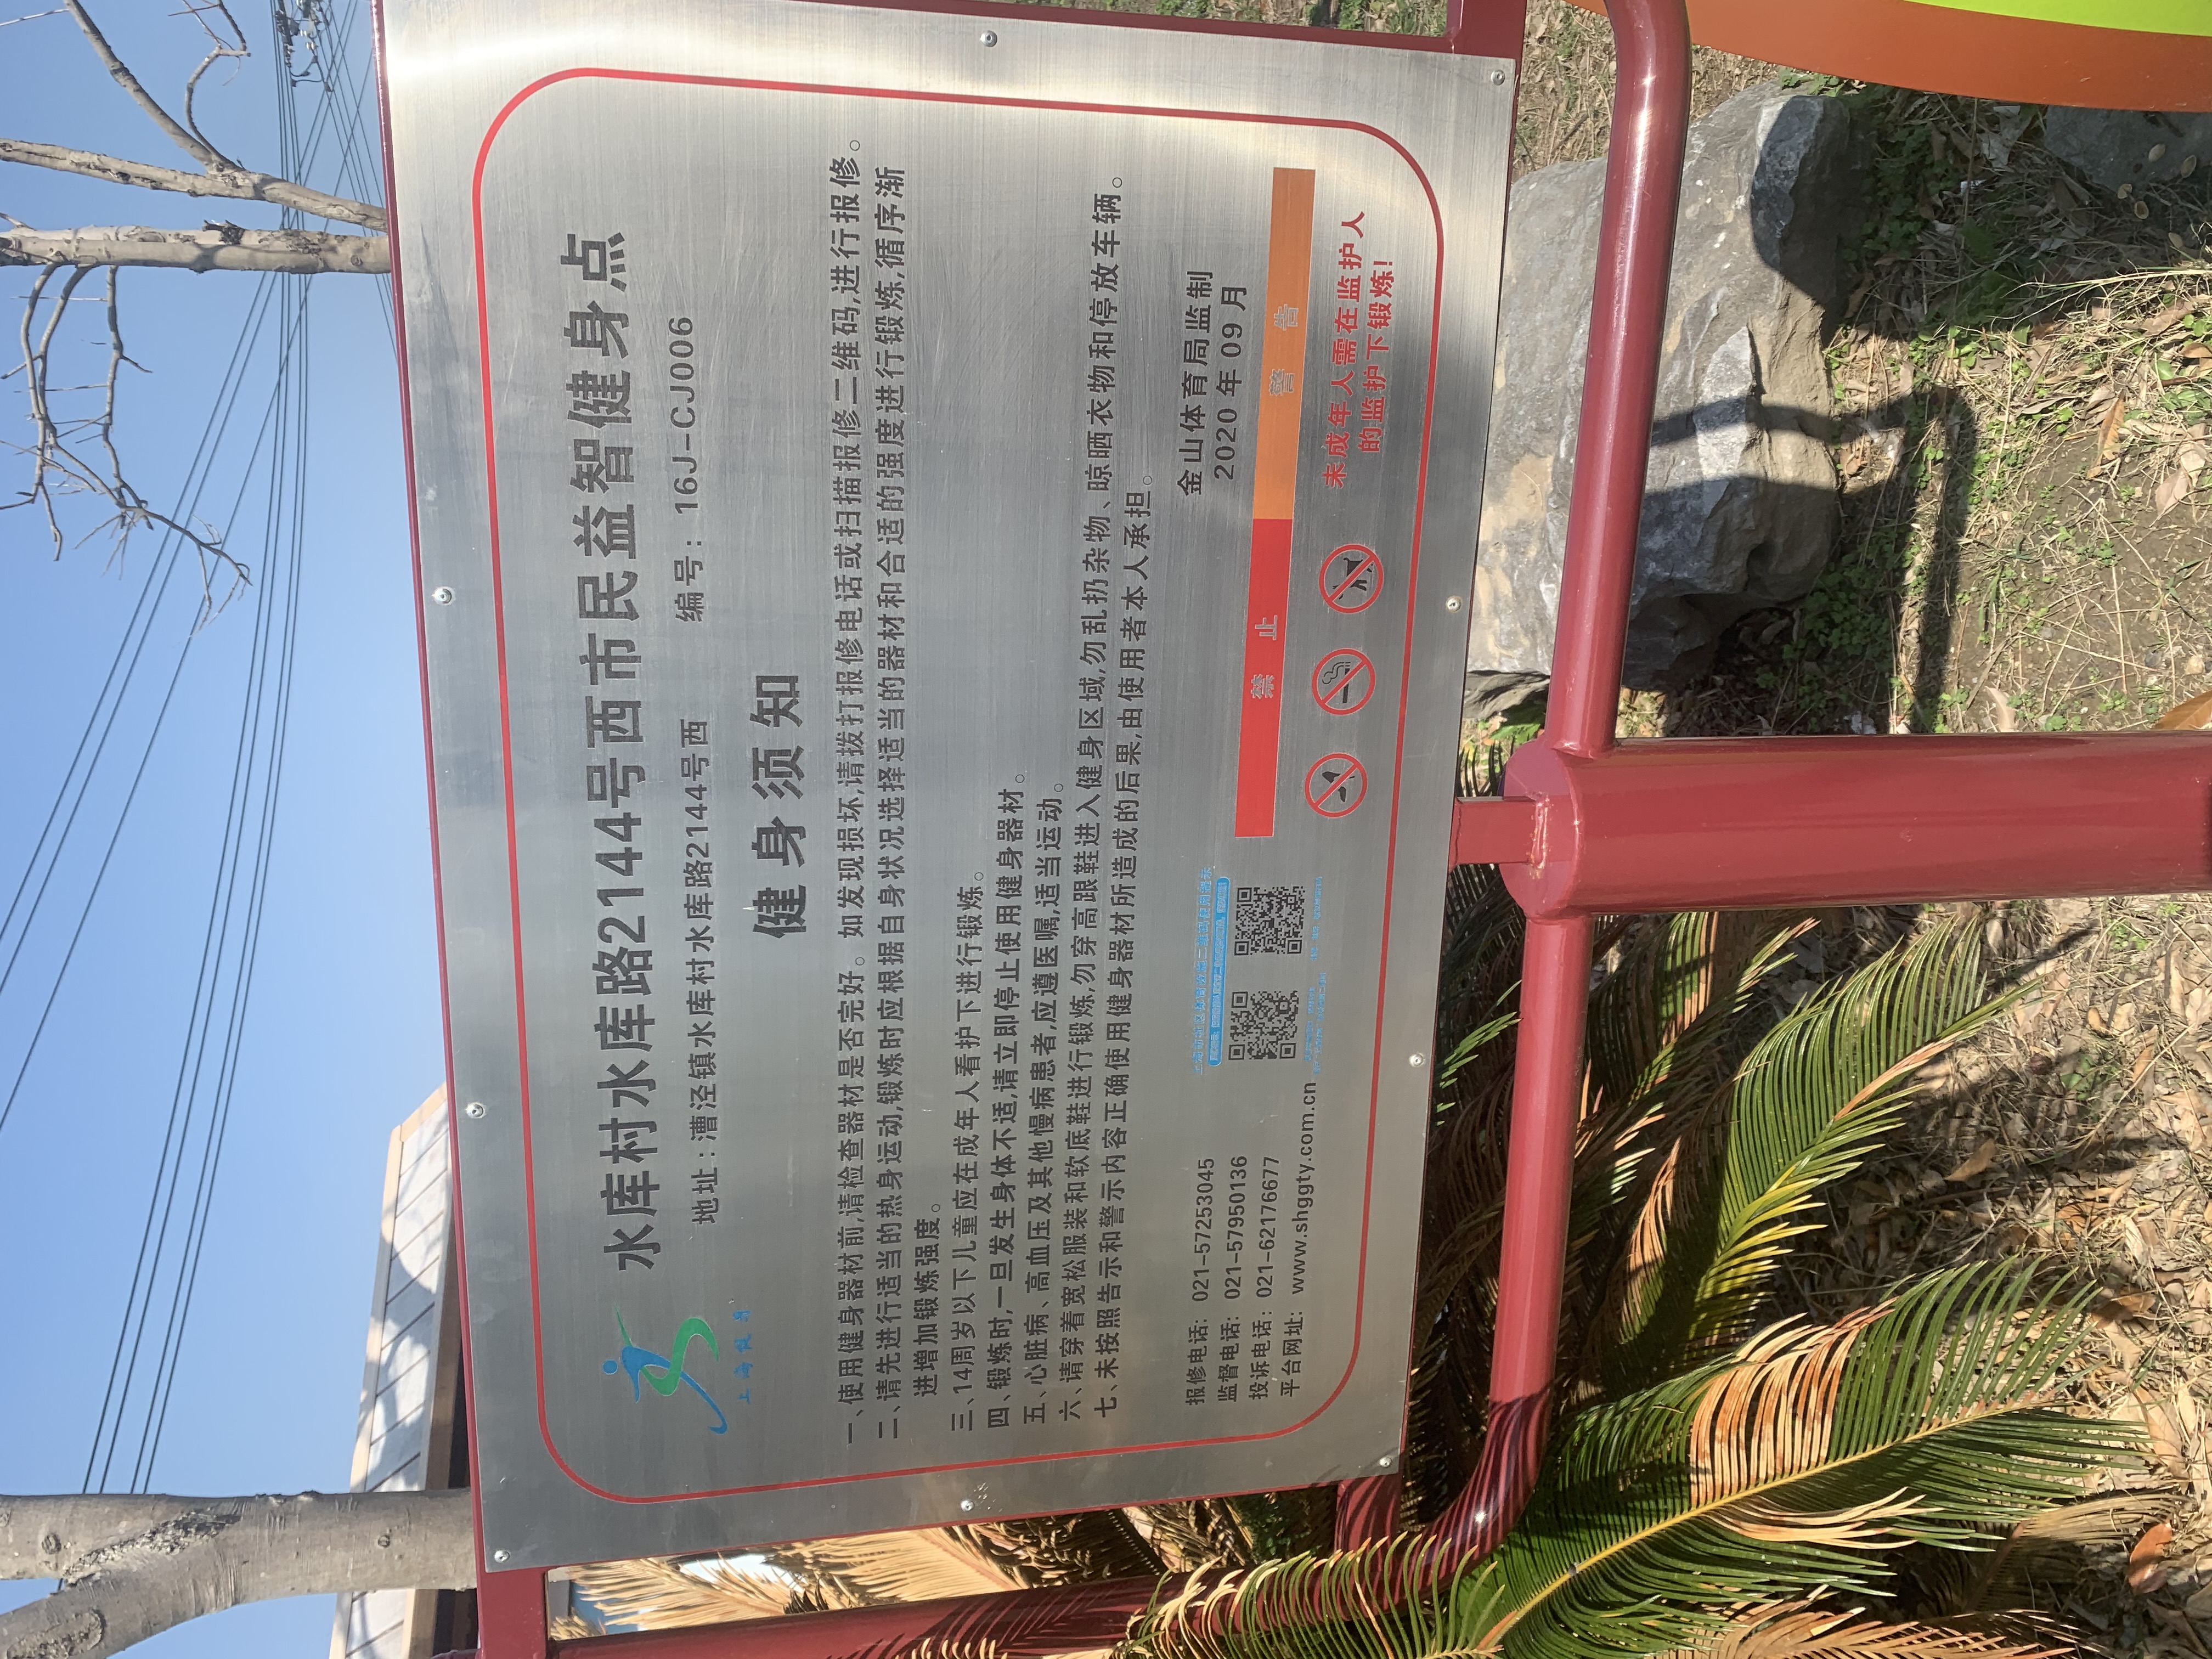 上海体育
水库村水库路2144号西市民益智健身点
地址:漕泾镇水库村水库路2144号西 编号: 16J-CJ006
健身须知
一、使用健身器材前,请检查器材是否完好。如发现损坏,请拨打报修电话或扫描报修二维码,进行报修。
二、请先进行适当的热身运动,锻炼时应根据自身状况选择适当的器材和合适的强度进行锻炼,循序渐
进增加锻炼强度。
三、14周岁以下儿童应在成年人看护下进行锻炼。
四、锻炼时,一旦发生身体不适,请立即停止使用健身器材。
五、心脏病、高血压及其他慢病患者,应遵医嘱,适当运动。
六、请穿着宽松服装和软底鞋进行锻炼,勿穿高跟鞋进入健身区域,勿乱扔杂物、晾晒衣物和停放车辆。
七、未按照告示和警示内容正确使用健身器材所造成的后果,由使用者本人承担。
金山体育局监制
2020年09月
报修电话: 021-57253045
监督电话: 021-57950136
投诉电话: 021-62176677
平台网址: www.shggty.com.cn
禁 止
警 告
未成年人需在监护人
的监护下锻炼!